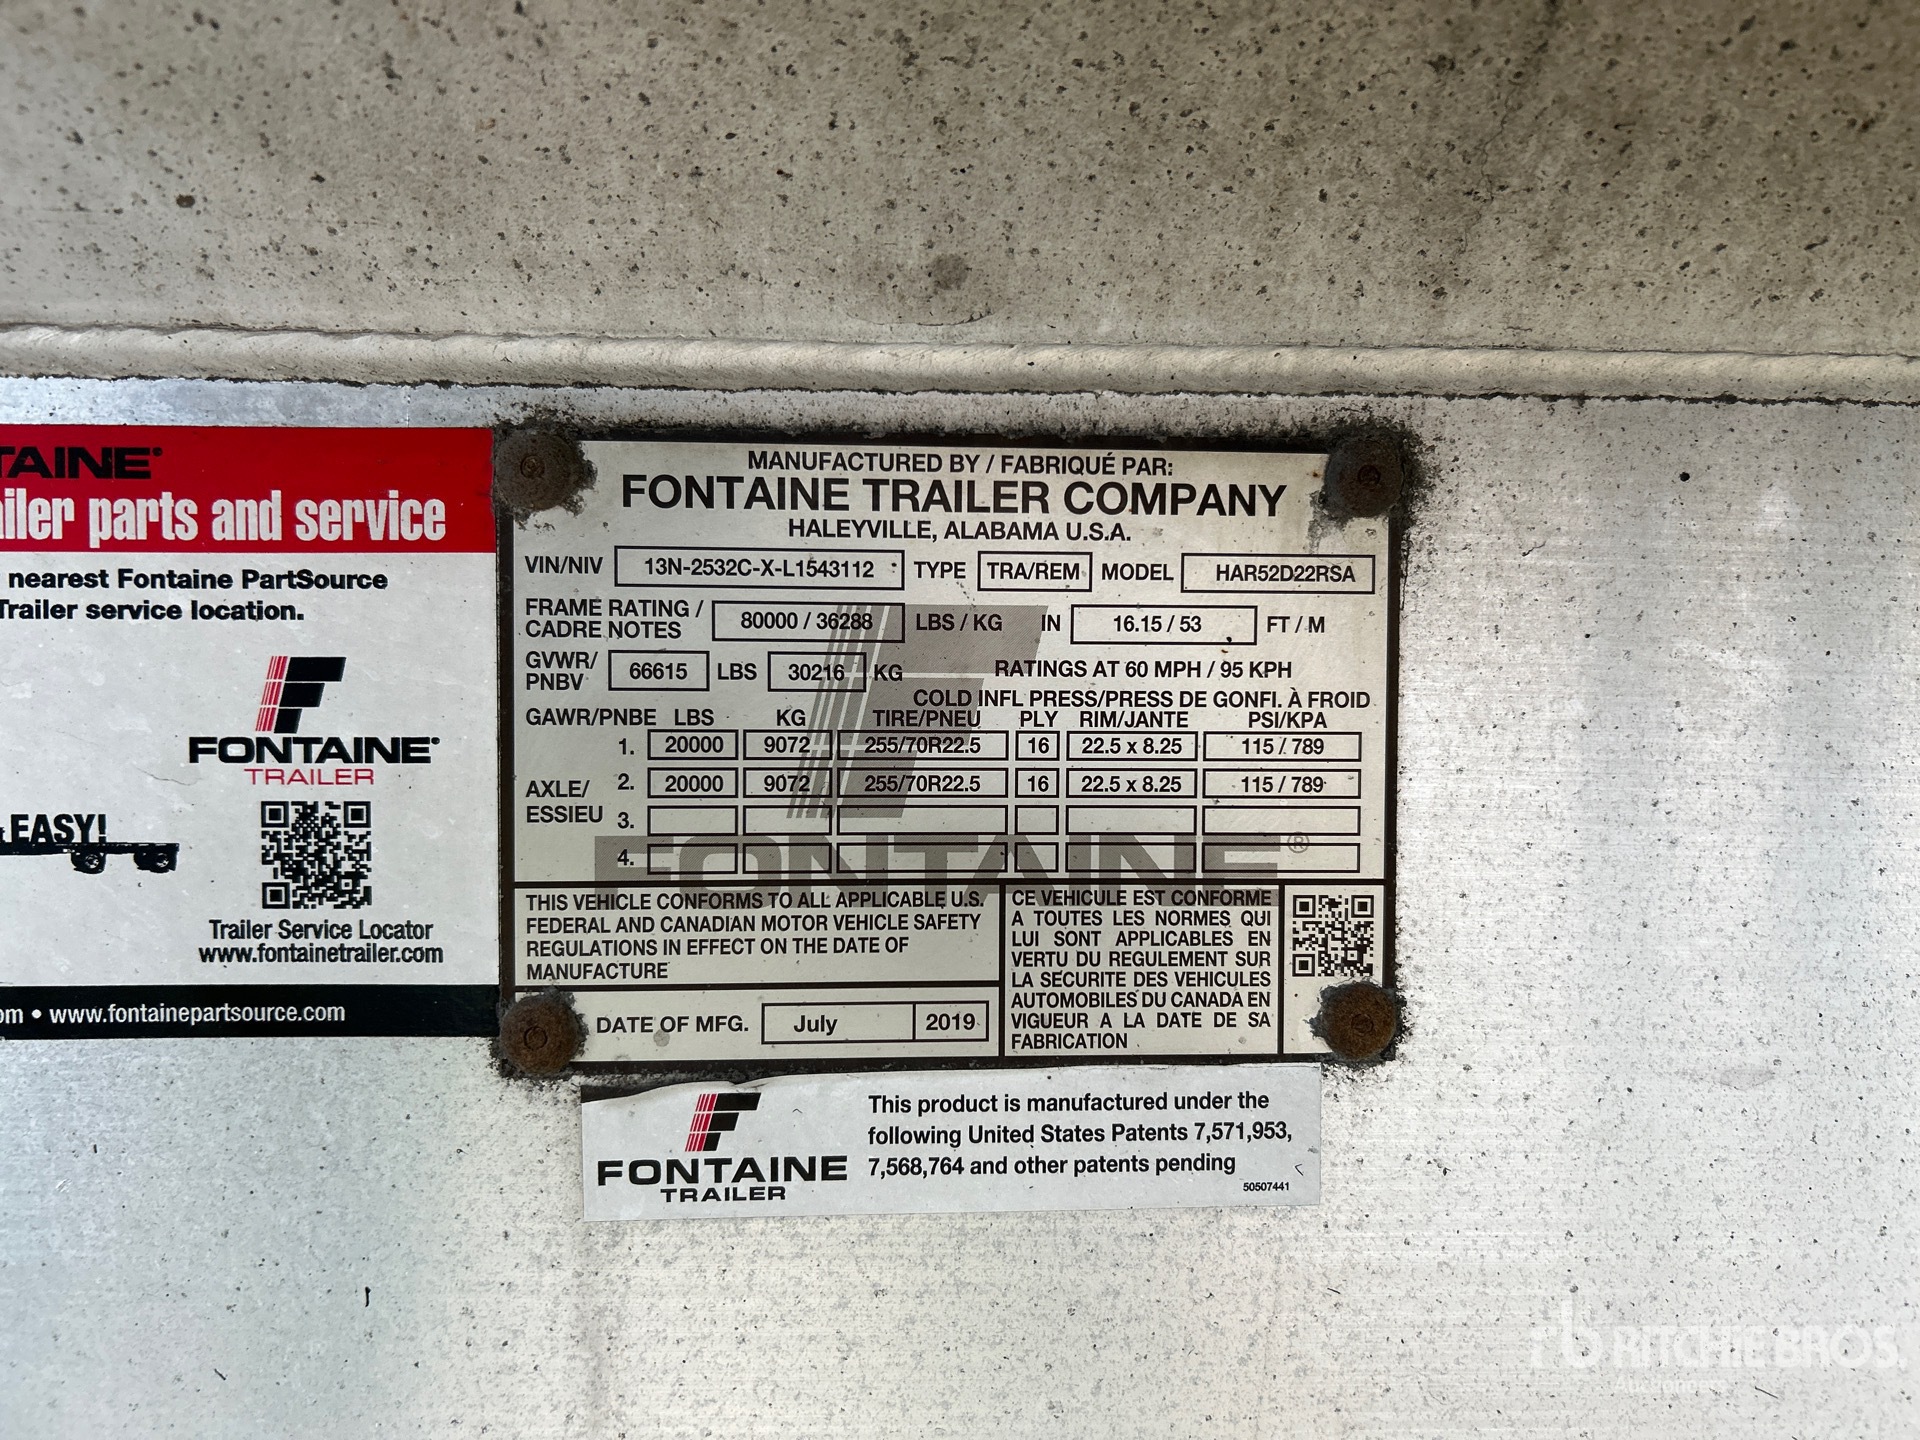 TAINE®
iler parts and service
nearest Fontaine PartSource
Trailer service location.
FONTAINE®
TRAILER
EASY!
Trailer Service Locator
www.fontainetrailer.com
om • www.fontainepartsource.com
MANUFACTURED BY / FABRIQUÉ PAR:
FONTAINE TRAILER COMPANY
HALEYVILLE, ALABAMA U.S.A.
VIN/NIV 13N-2532C-X-L1543112 TYPE TRA/REM MODEL HAR52D22RSA
FRAME RATING / CADRE NOTES 80000 / 36288 LBS / KG IN 16.15 / 53 FT / M
GVWR/ PNBV 66615 LBS 30216 KG RATINGS AT 60 MPH / 95 KPH
COLD INFL PRESS/PRESS DE GONFI. À FROID
GAWR/PNBE LBS KG TIRE/PNEU PLY RIM/JANTE PSI/KPA
1. 20000 9072 255/70R22.5 16 22.5 x 8.25 115 / 789
AXLE/ ESSIEU
2. 20000 9072 255/70R22.5 16 22.5 x 8.25 115 / 789
3.
4.
FONTAINE®
THIS VEHICLE CONFORMS TO ALL APPLICABLE U.S.
FEDERAL AND CANADIAN MOTOR VEHICLE SAFETY
REGULATIONS IN EFFECT ON THE DATE OF
MANUFACTURE
DATE OF MFG. July 2019
CE VEHICULE EST CONFORME
A TOUTES LES NORMES QUI
LUI SONT APPLICABLES EN
VERTU DU REGULEMENT SUR
LA SÉCURITE DES VEHICULES
AUTOMOBILES DU CANADA EN
VIGUEUR A LA DATE DE SA
FABRICATION
FONTAINE
TRAILER
This product is manufactured under the
following United States Patents 7,571,953,
7,568,764 and other patents pending
50507441
rb RITCHIE BROS.
Auctioneers